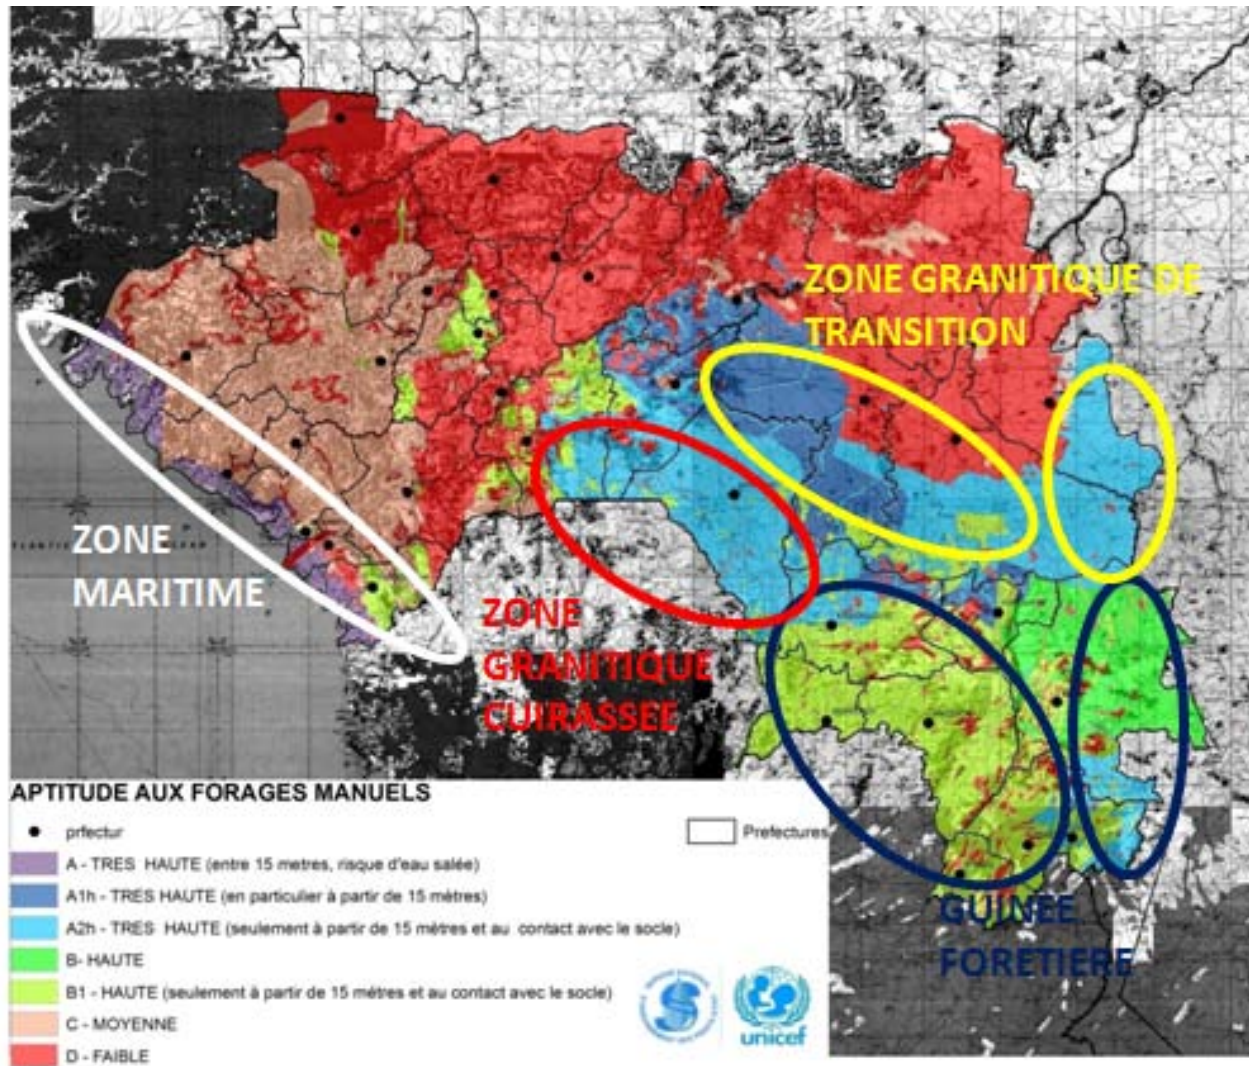 ZONE GRANITIQUE DE
TRANSITION
ZONE
MARITIME
ZONE
GRANITIQUE
CUIRASSEE
GUINEE
FORETIERE
APTITUDE AUX FORAGES MANUELS
prfectur
Prefectures
A - TRES HAUTE (entre 15 metres, risque d'eau salée)
A1h - TRES HAUTE (en particulier à partir de 15 mètres)
A2h - TRES HAUTE (seulement à partir de 15 mètres et au contact avec le socle)
B- HAUTE
B1 - HAUTE (seulement à partir de 15 mètres et au contact avec le socle)
C - MOYENNE
D - FAIBLE
unicef